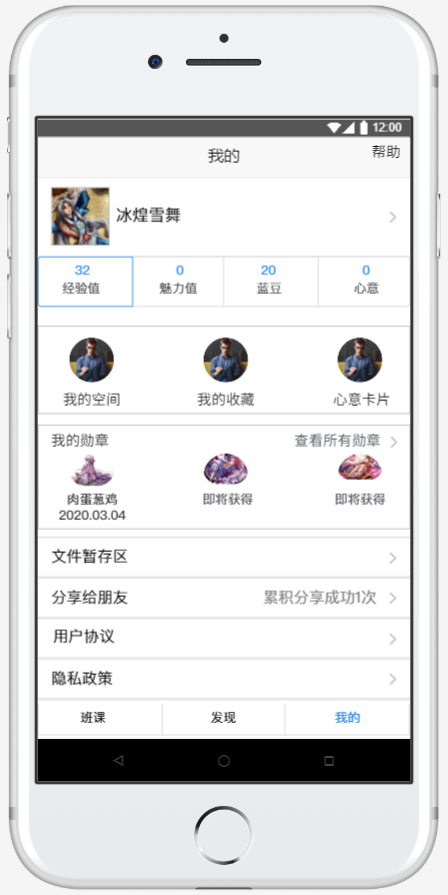 12:00
我的
帮助
冰煌雪舞
32 0 20 0
经验值 魅力值 蓝豆 心意
我的空间 我的收藏 心意卡片
我的勋章 查看所有勋章
肉蛋葱鸡 即将获得 即将获得
2020.03.04
文件暂存区
分享给朋友 累积分享成功1次
用户协议
隐私政策
班课 发现 我的